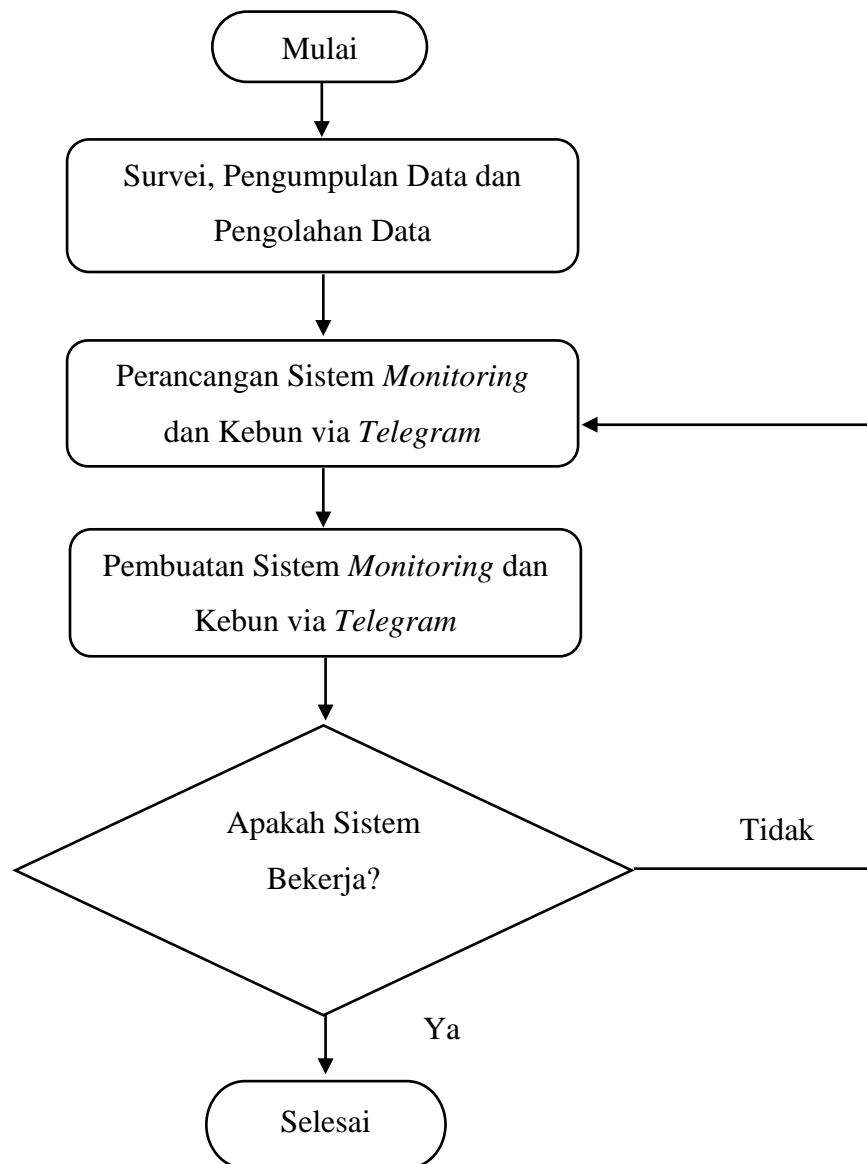 Mulai
Survei, Pengumpulan Data dan
Pengolahan Data
Perancangan Sistem Monitoring
dan Kebun via Telegram
Pembuatan Sistem Monitoring dan
Kebun via Telegram
Apakah Sistem
Bekerja?
Tidak
Ya
Selesai